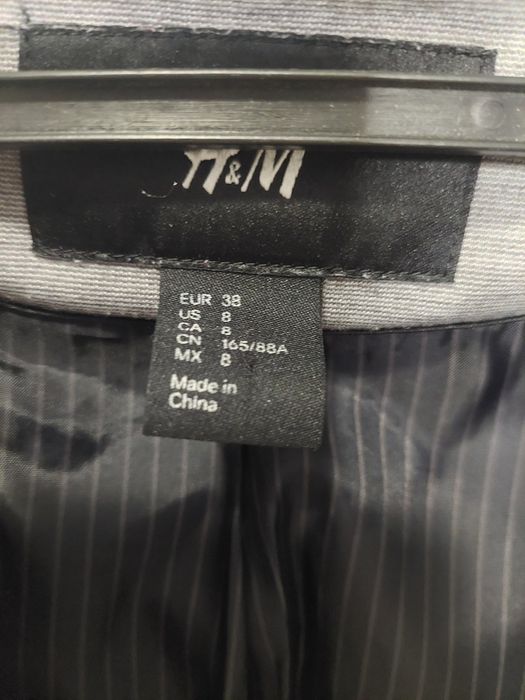 H&M
EUR 38
US 8
CA 8
CN 165/88A
MX 8
Made in
China